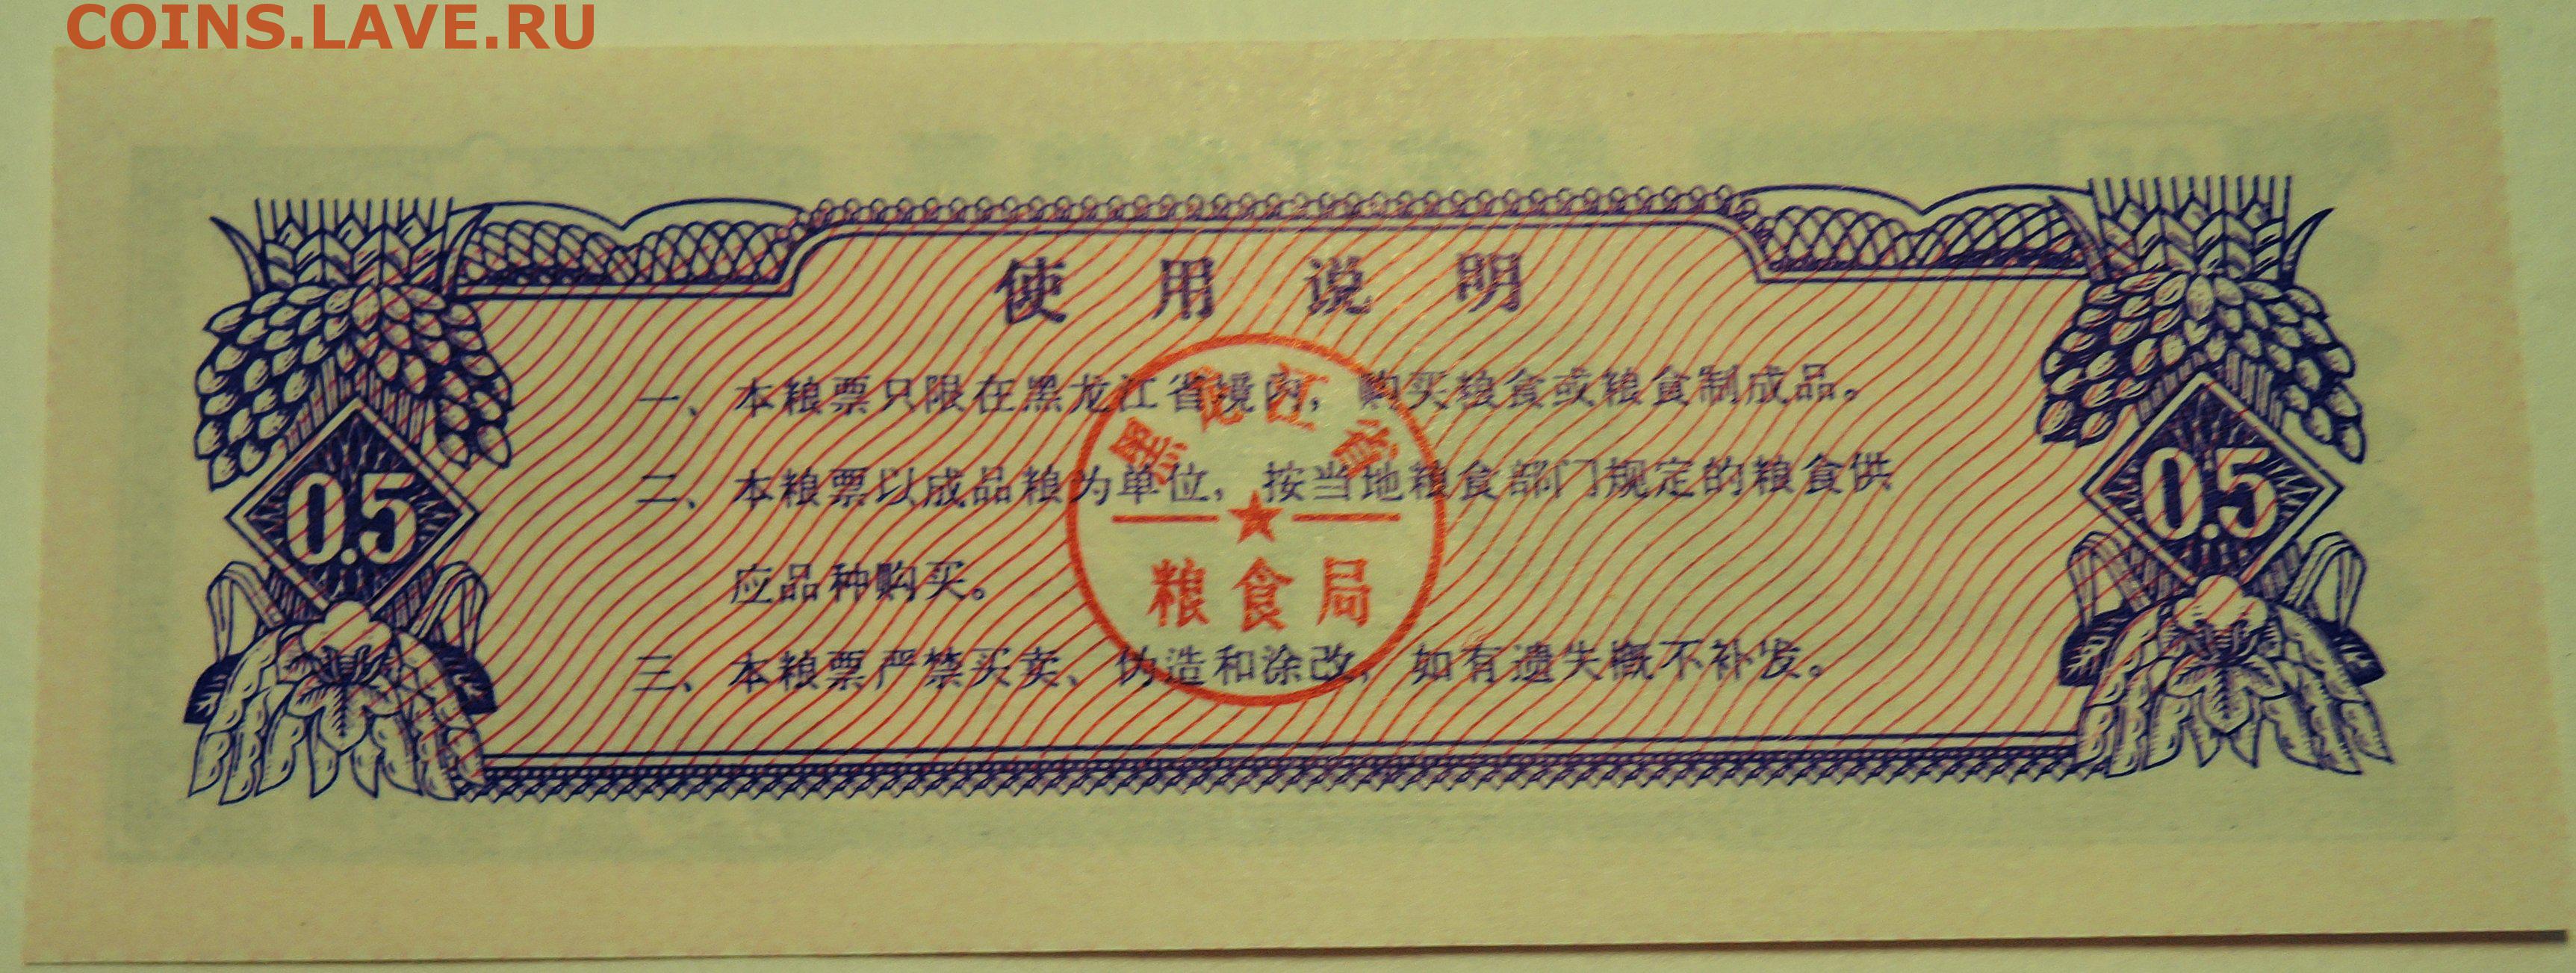 COINS.LAVE.RU
使用说明
一、本粮票只限在黑龙江省境内，购买粮食或粮食制成品。
二、本粮票以成品粮为单位，按当地粮食部门规定的粮食供
应品种购买。
三、本粮票严禁买卖、伪造和涂改，如有遗失概不补发。
黑龙江省
粮食局
0.5
0.5